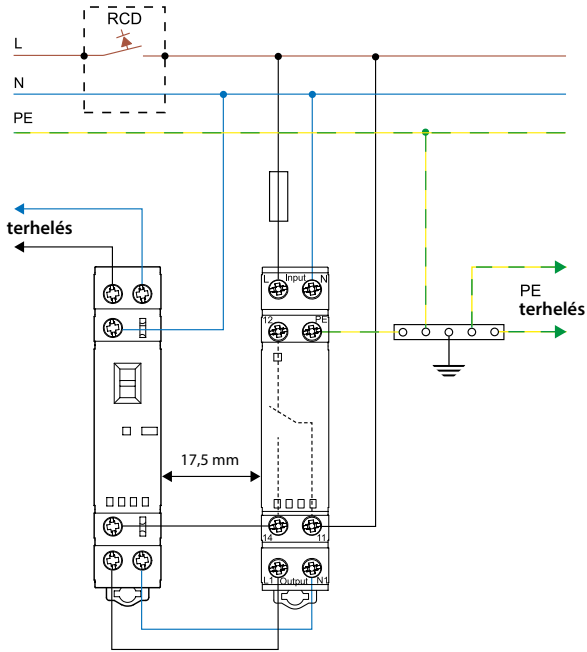 RCD
L
N
PE
terhelés
L Input N
12 PE
PE
terhelés
17,5 mm
14 11
L1 Output N1